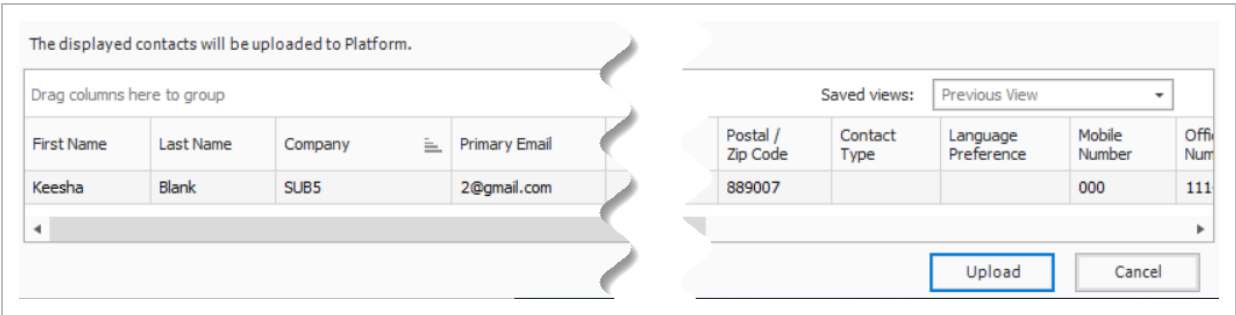 The displayed contacts will be uploaded to Platform.
Drag columns here to group Saved views: Previous View
First Name Last Name Company Primary Email Postal / Zip Code Contact Type Language Preference Mobile Number
Keesha Blank SUB5 2@gmail.com 889007 000
Upload Cancel